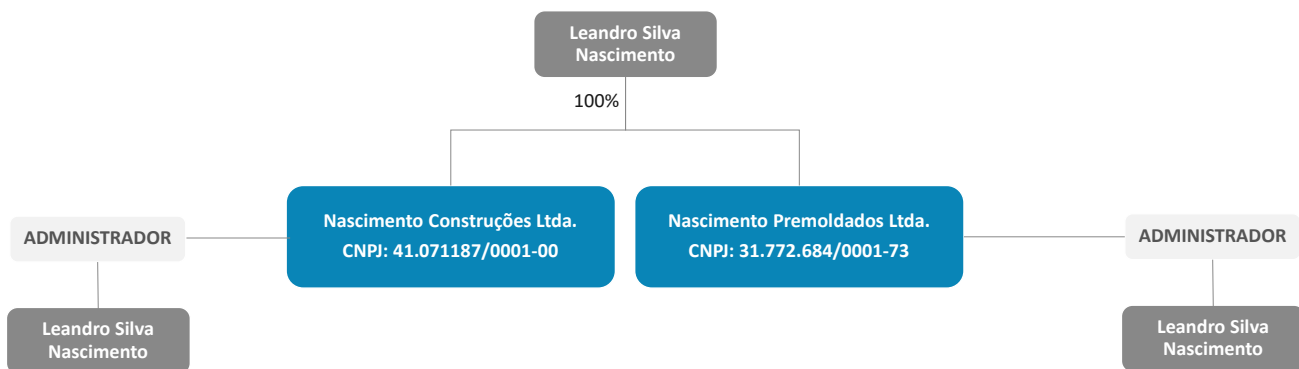 Leandro Silva
Nascimento
100%
Nascimento Construções Ltda.
CNPJ: 41.071187/0001-00
Nascimento Premoldados Ltda.
CNPJ: 31.772.684/0001-73
ADMINISTRADOR
ADMINISTRADOR
Leandro Silva
Nascimento
Leandro Silva
Nascimento